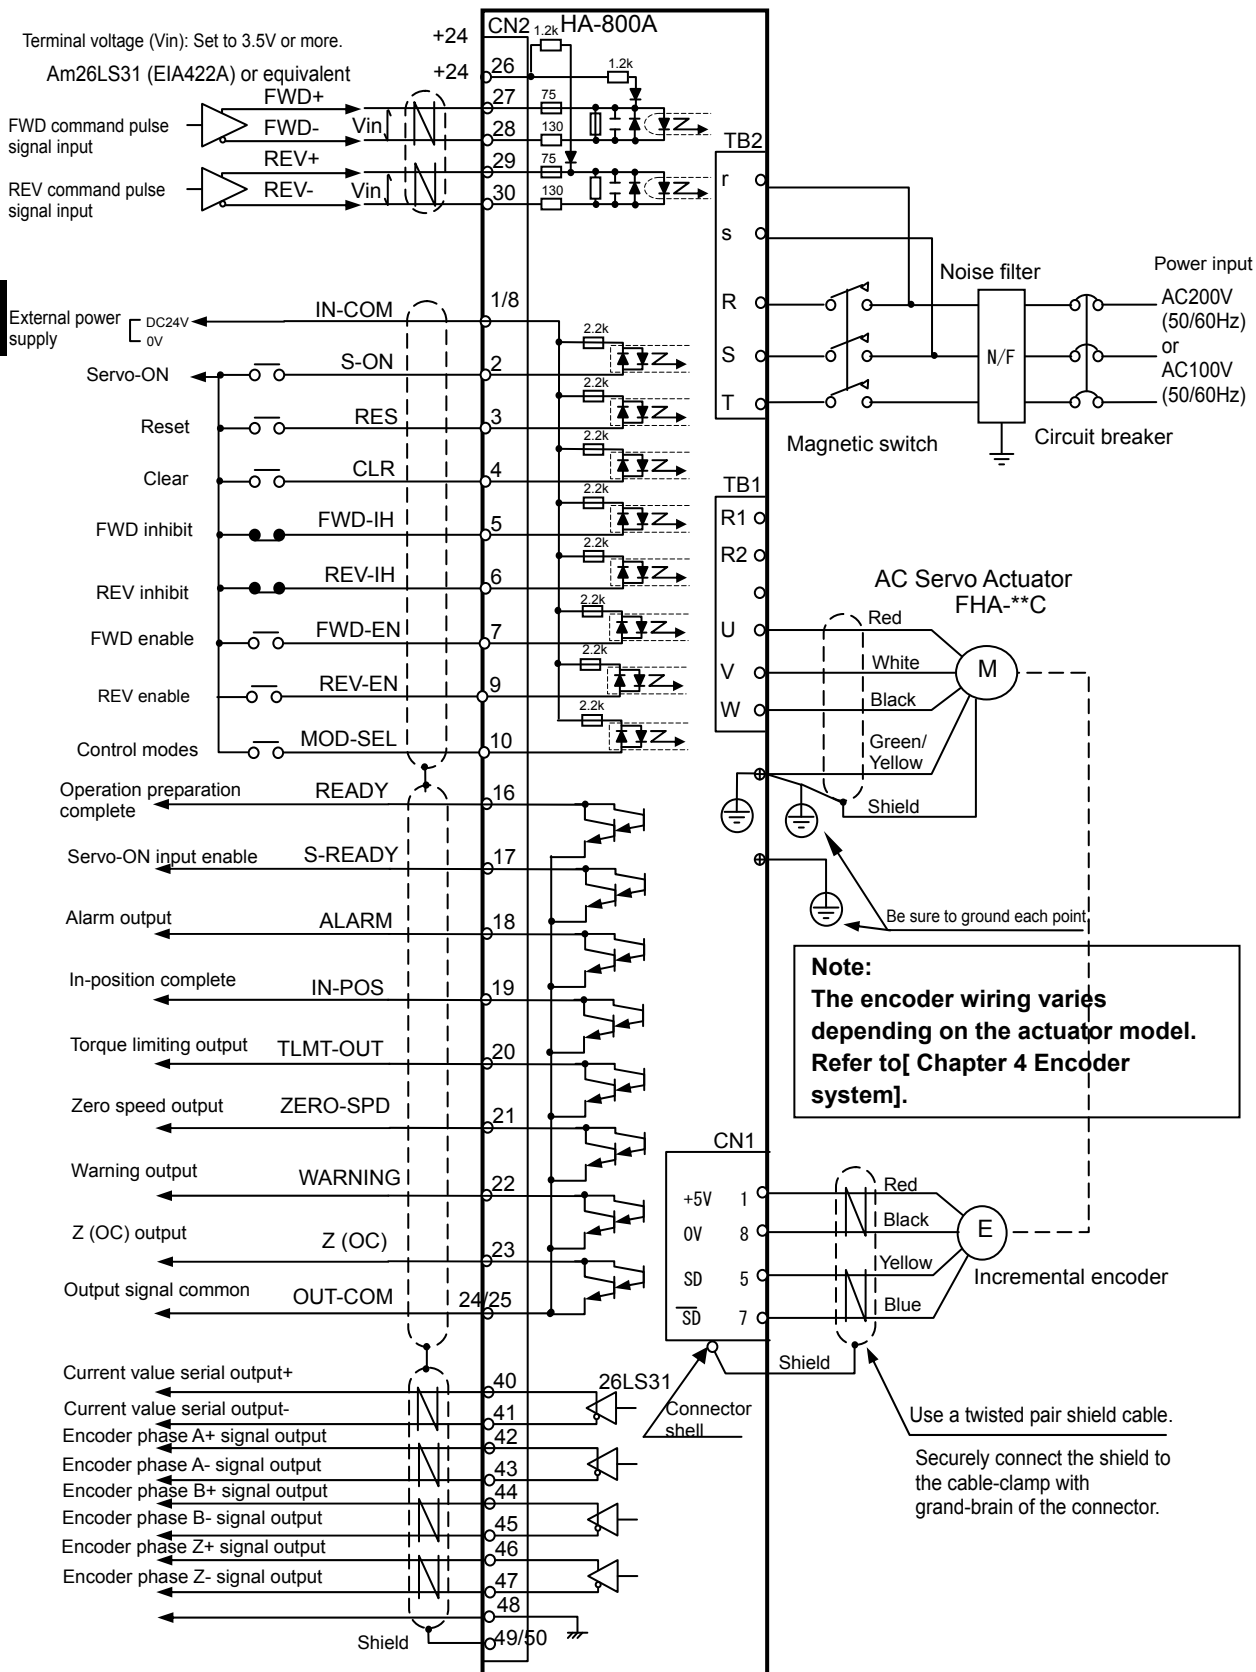 CN2
HA-800A
Terminal voltage (Vin): Set to 3.5V or more.
+24
1.2k
Am26LS31 (EIA422A) or equivalent
+24
26
1.2k
FWD+
27
75
FWD command pulse
signal input
FWD-
Vin
28
130
REV+
29
75
REV command pulse
signal input
REV-
Vin
30
130
External power
supply
DC24V
0V
IN-COM
1/8
2.2k
Servo-ON
S-ON
2
2.2k
Reset
RES
3
2.2k
Clear
CLR
4
2.2k
FWD inhibit
FWD-IH
5
2.2k
REV inhibit
REV-IH
6
2.2k
FWD enable
FWD-EN
7
2.2k
REV enable
REV-EN
9
2.2k
Control modes
MOD-SEL
10
Operation preparation
complete
READY
16
Servo-ON input enable
S-READY
17
Alarm output
ALARM
18
In-position complete
IN-POS
19
Torque limiting output
TLMT-OUT
20
Zero speed output
ZERO-SPD
21
Warning output
WARNING
22
Z (OC) output
Z (OC)
23
Output signal common
OUT-COM
24/25
Current value serial output+
40
26LS31
Current value serial output-
41
Encoder phase A+ signal output
42
Encoder phase A- signal output
43
Encoder phase B+ signal output
44
Encoder phase B- signal output
45
Encoder phase Z+ signal output
46
Encoder phase Z- signal output
47
48
Shield
49/50
TB2
r
s
R
S
T
Magnetic switch
Noise filter
N/F
Circuit breaker
Power input
AC200V
(50/60Hz)
or
AC100V
(50/60Hz)
TB1
R1
R2
U
V
W
AC Servo Actuator
FHA-**C
Red
White
Black
Green/
Yellow
Shield
M
Be sure to ground each point
Note:
The encoder wiring varies
depending on the actuator model.
Refer to[ Chapter 4 Encoder
system].
CN1
+5V
1
Red
0V
8
Black
SD
5
Yellow
S̅D̅
7
Blue
E
Incremental encoder
Shield
Connector
shell
Use a twisted pair shield cable.
Securely connect the shield to
the cable-clamp with
grand-brain of the connector.